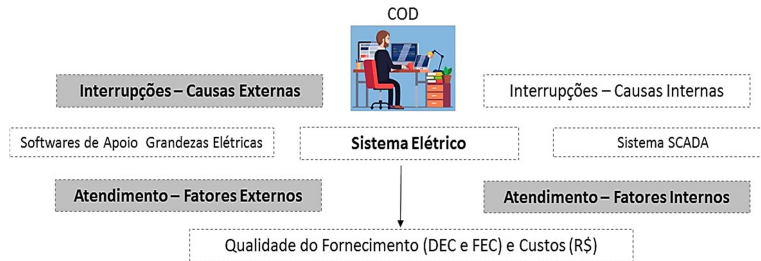 COD
Interrupções – Causas Externas
Interrupções – Causas Internas
Softwares de Apoio Grandezas Elétricas
Sistema Elétrico
Sistema SCADA
Atendimento – Fatores Externos
Atendimento – Fatores Internos
Qualidade do Fornecimento (DEC e FEC) e Custos (R$)